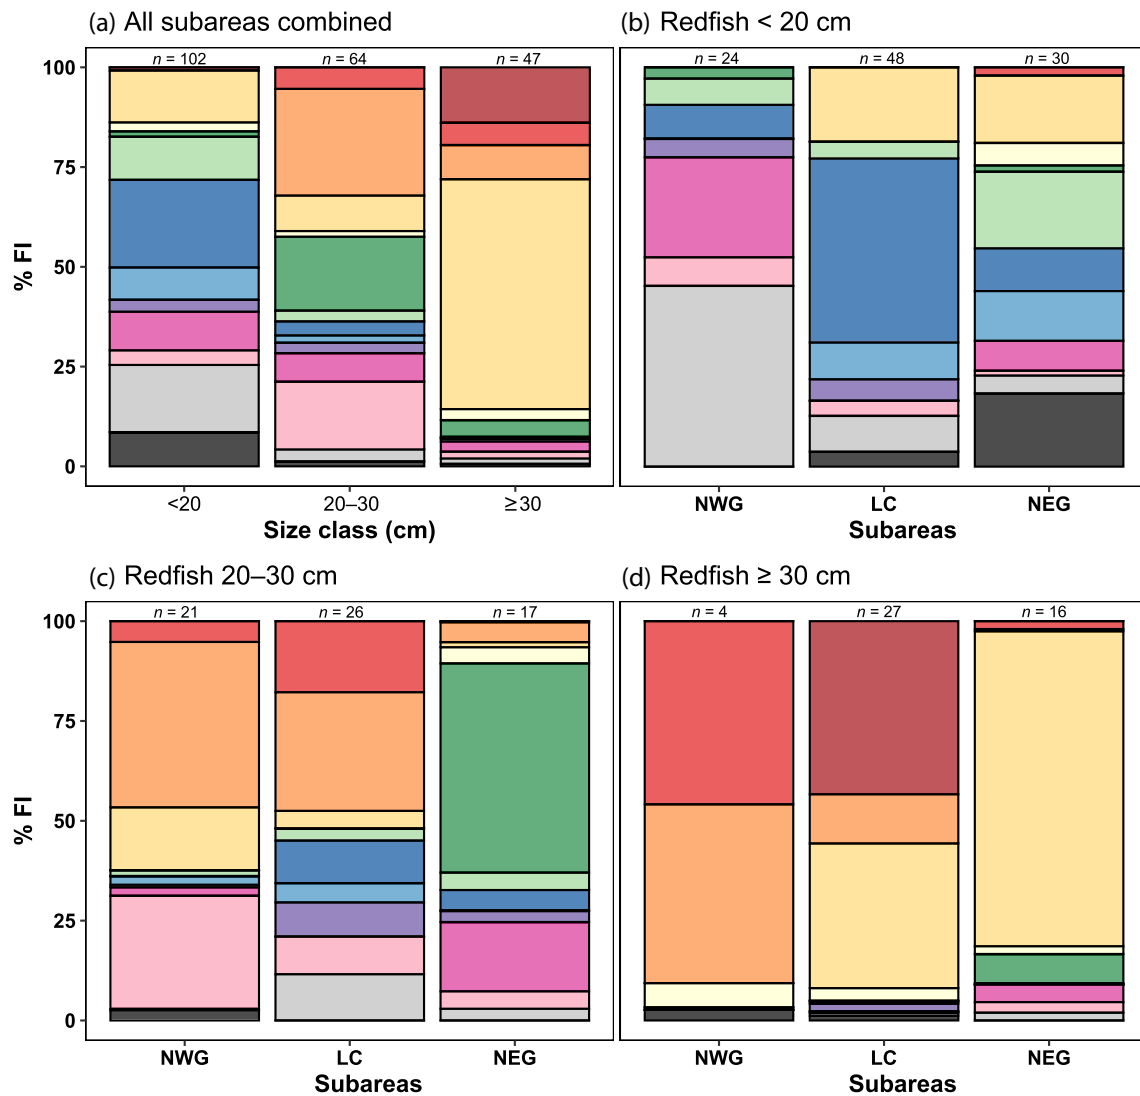 (a) All subareas combined
n = 102 n = 64 n = 47
100
75
50
25
0
% FI
<20 20–30 ≥30
Size class (cm)
(b) Redfish < 20 cm
n = 24 n = 48 n = 30
NWG LC NEG
Subareas
(c) Redfish 20–30 cm
n = 21 n = 26 n = 17
100
75
50
25
0
% FI
NWG LC NEG
Subareas
(d) Redfish ≥ 30 cm
n = 4 n = 27 n = 16
NWG LC NEG
Subareas